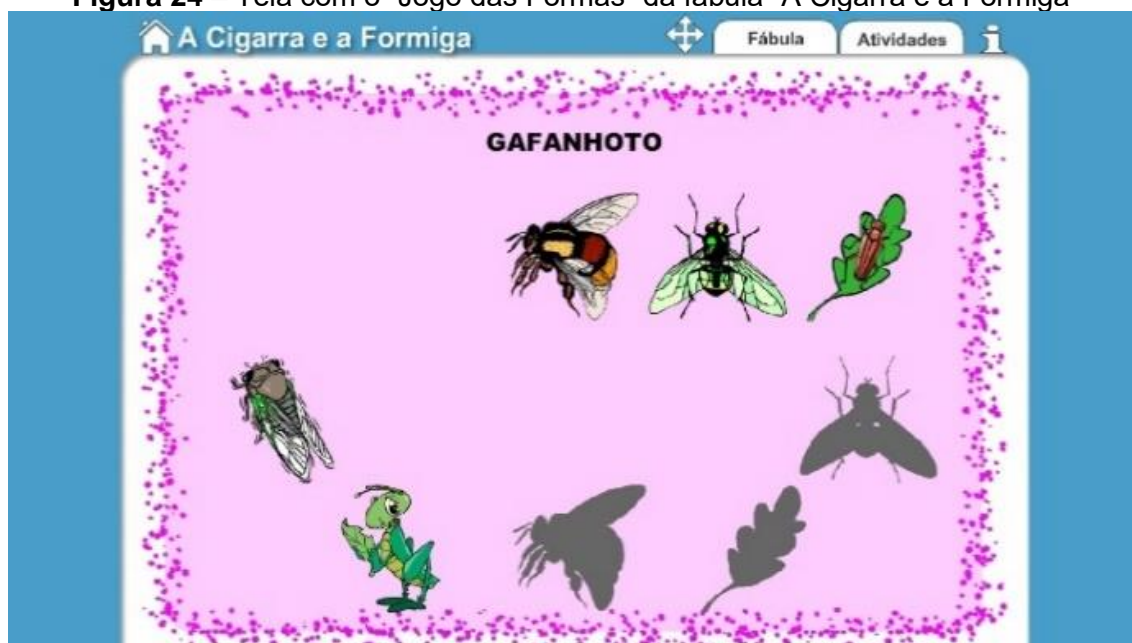 Figura 24 – Tela com o "Jogo das Formas" da fábula "A Cigarra e a Formiga"
A Cigarra e a Formiga
Fábula
Atividades
i
GAFANHOTO